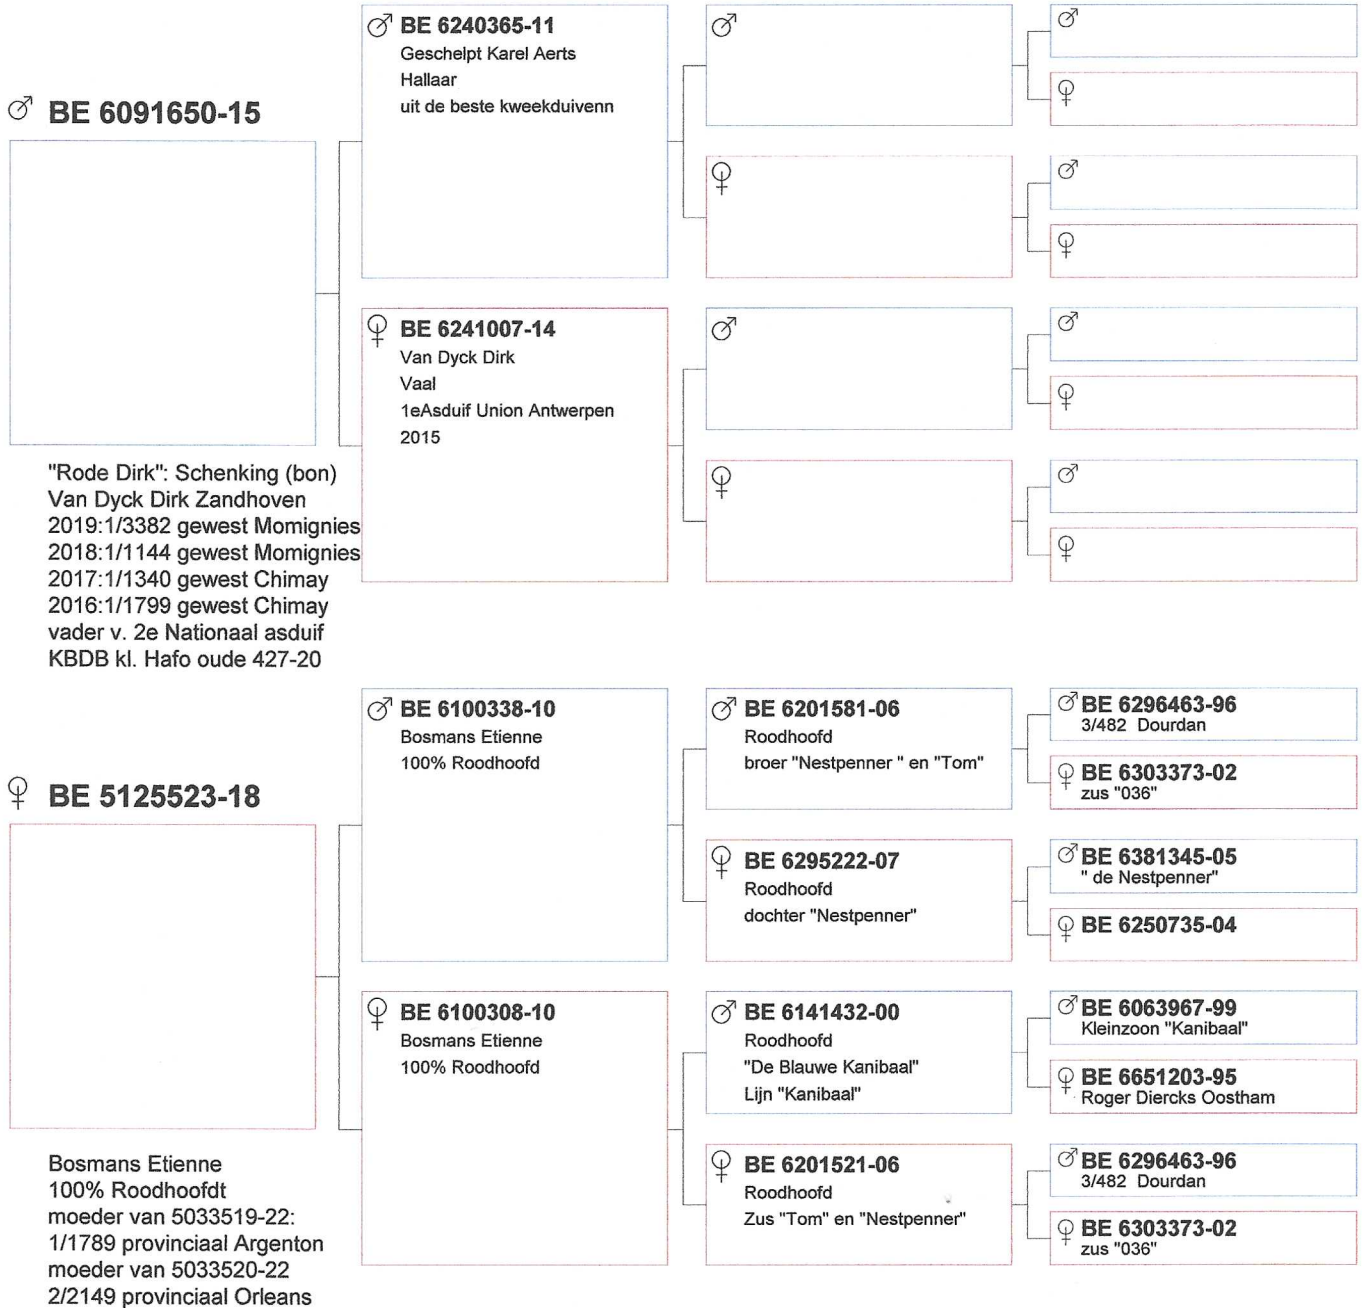 ♂ BE 6091650-15
"Rode Dirk": Schenking (bon)
Van Dyck Dirk Zandhoven
2019:1/3382 gewest Momignies
2018:1/1144 gewest Momignies
2017:1/1340 gewest Chimay
2016:1/1799 gewest Chimay
vader v. 2e Nationaal asduif
KBDB kl. Hafo oude 427-20
♂ BE 6240365-11
Geschelpt Karel Aerts
Hallaar
uit de beste kweekduivenn
♀ BE 6241007-14
Van Dyck Dirk
Vaal
1eAsduif Union Antwerpen
2015
♂
♀
♂
♀
♂
♀
♂
♀
♂
♀
♂
♀
♀ BE 5125523-18
Bosmans Etienne
100% Roodhoofdt
moeder van 5033519-22:
1/1789 provinciaal Argenton
moeder van 5033520-22
2/2149 provinciaal Orleans
♂ BE 6100338-10
Bosmans Etienne
100% Roodhoofd
♀ BE 6100308-10
Bosmans Etienne
100% Roodhoofd
♂ BE 6201581-06
Roodhoofd
broer "Nestpenner " en "Tom"
♀ BE 6295222-07
Roodhoofd
dochter "Nestpenner"
♂ BE 6141432-00
Roodhoofd
"De Blauwe Kanibaal"
Lijn "Kanibaal"
♀ BE 6201521-06
Roodhoofd
Zus "Tom" en "Nestpenner"
♂ BE 6296463-96
3/482 Dourdan
♀ BE 6303373-02
zus "036"
♂ BE 6381345-05
" de Nestpenner"
♀ BE 6250735-04
♂ BE 6063967-99
Kleinzoon "Kanibaal"
♀ BE 6651203-95
Roger Diercks Oostham
♂ BE 6296463-96
3/482 Dourdan
♀ BE 6303373-02
zus "036"